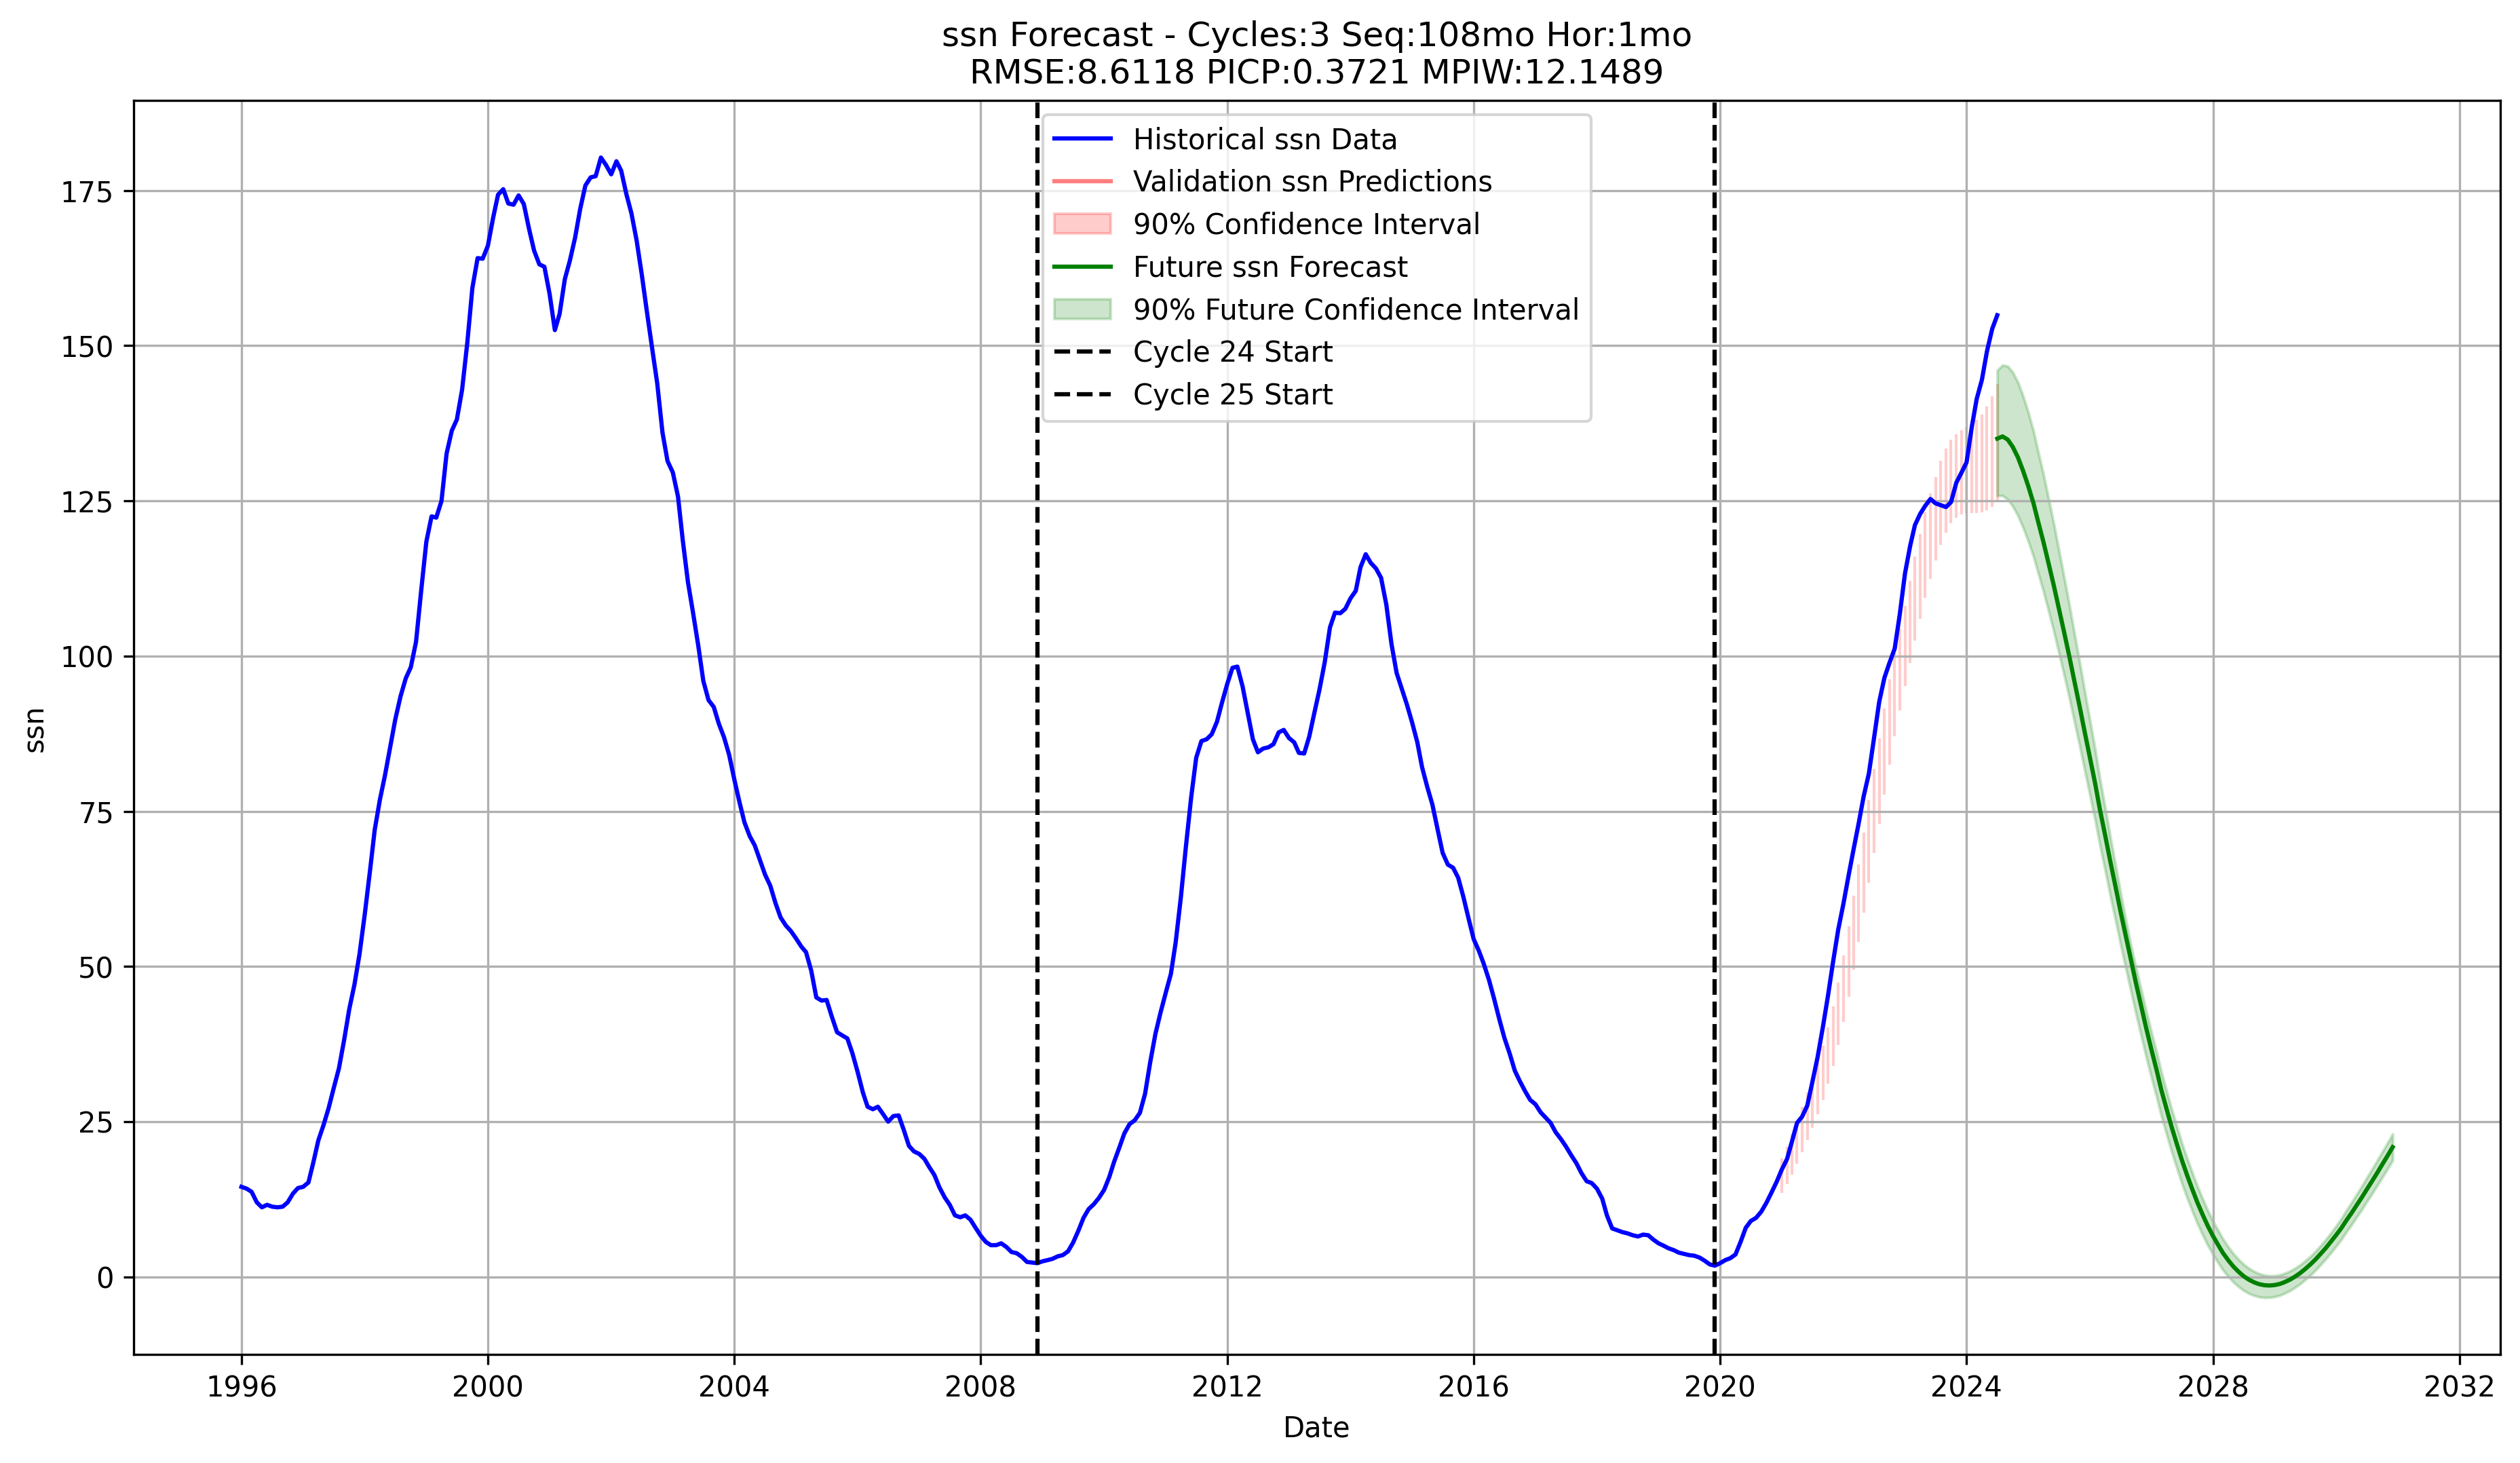 ssn Forecast - Cycles:3 Seq:108mo Hor:1mo
RMSE:8.6118 PICP:0.3721 MPIW:12.1489
Historical ssn Data
Validation ssn Predictions
90% Confidence Interval
Future ssn Forecast
90% Future Confidence Interval
Cycle 24 Start
Cycle 25 Start
175
150
125
100
75
50
25
0
ssn
1996 2000 2004 2008 2012 2016 2020 2024 2028 2032
Date